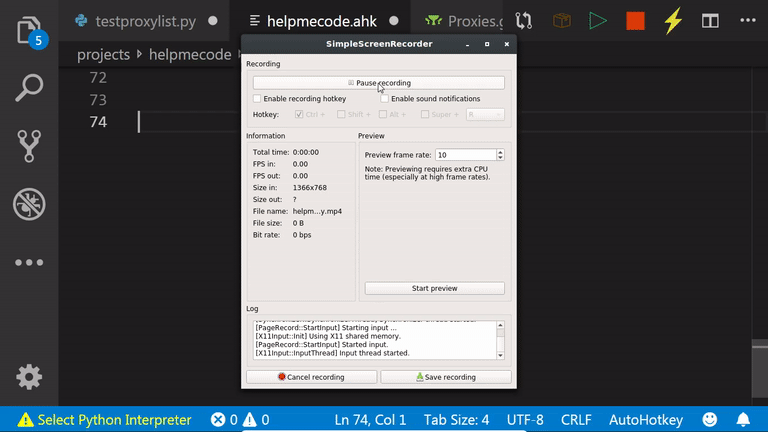 testproxylist.py
helpmecode.ahk
Proxies.g
projects > helpmecode
5
72
73
74
SimpleScreenRecorder
Recording
Pause recording
Enable recording hotkey
Enable sound notifications
Hotkey:
Ctrl +
Shift +
Alt +
Super +
R
Information
Total time: 0:00:00
FPS in: 0.00
FPS out: 0.00
Size in: 1366x768
Size out: ?
File name: helpm...y.mp4
File size: 0 B
Bit rate: 0 bps
Preview
Preview frame rate: 10
Note: Previewing requires extra CPU
time (especially at high frame rates).
Start preview
Log
[PageRecord::StartInput] Starting input ...
[X11Input::Init] Using X11 shared memory.
[PageRecord::StartInput] Started input.
[X11Input::InputThread] Input thread started.
Cancel recording
Save recording
Select Python Interpreter
0
0
Ln 74, Col 1
Tab Size: 4
UTF-8
CRLF
AutoHotkey